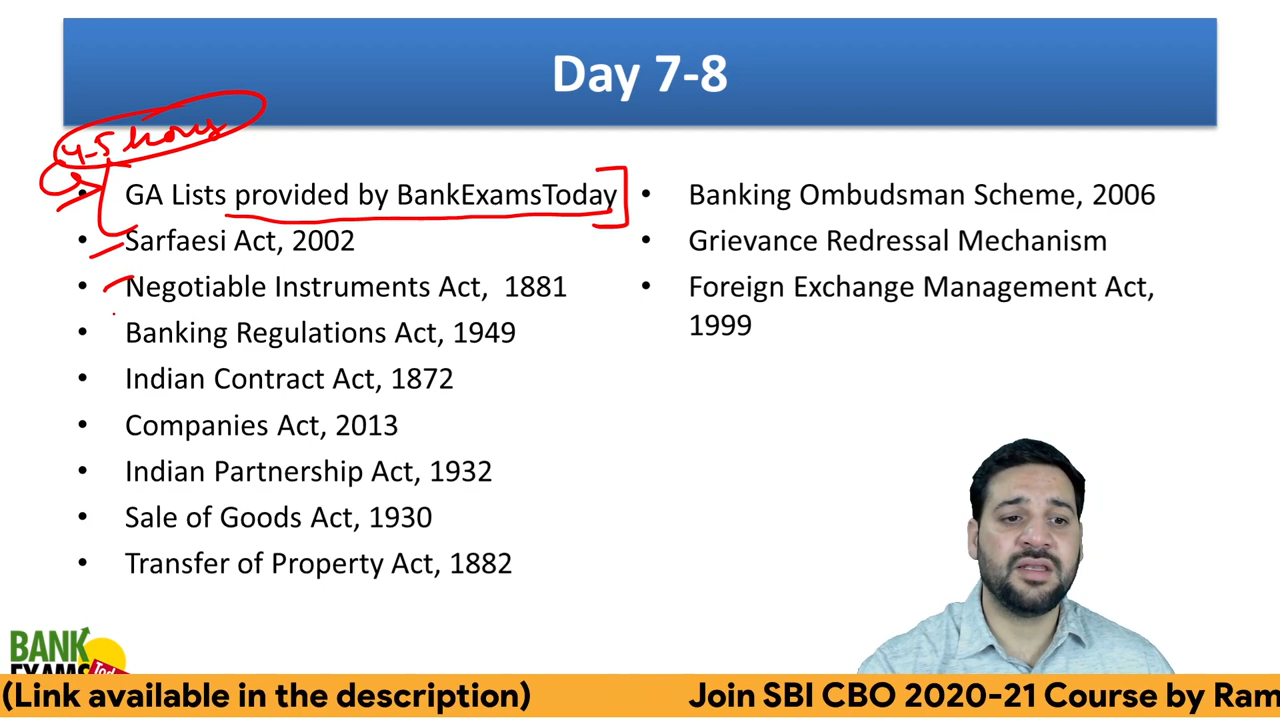 Day 7-8
4-5 hours
• GA Lists provided by BankExamsToday
• Sarfaesi Act, 2002
• Negotiable Instruments Act, 1881
• Banking Regulations Act, 1949
• Indian Contract Act, 1872
• Companies Act, 2013
• Indian Partnership Act, 1932
• Sale of Goods Act, 1930
• Transfer of Property Act, 1882
• Banking Ombudsman Scheme, 2006
• Grievance Redressal Mechanism
• Foreign Exchange Management Act,
1999
BANK
EXAMS Today
(Link available in the description) Join SBI CBO 2020-21 Course by Ram